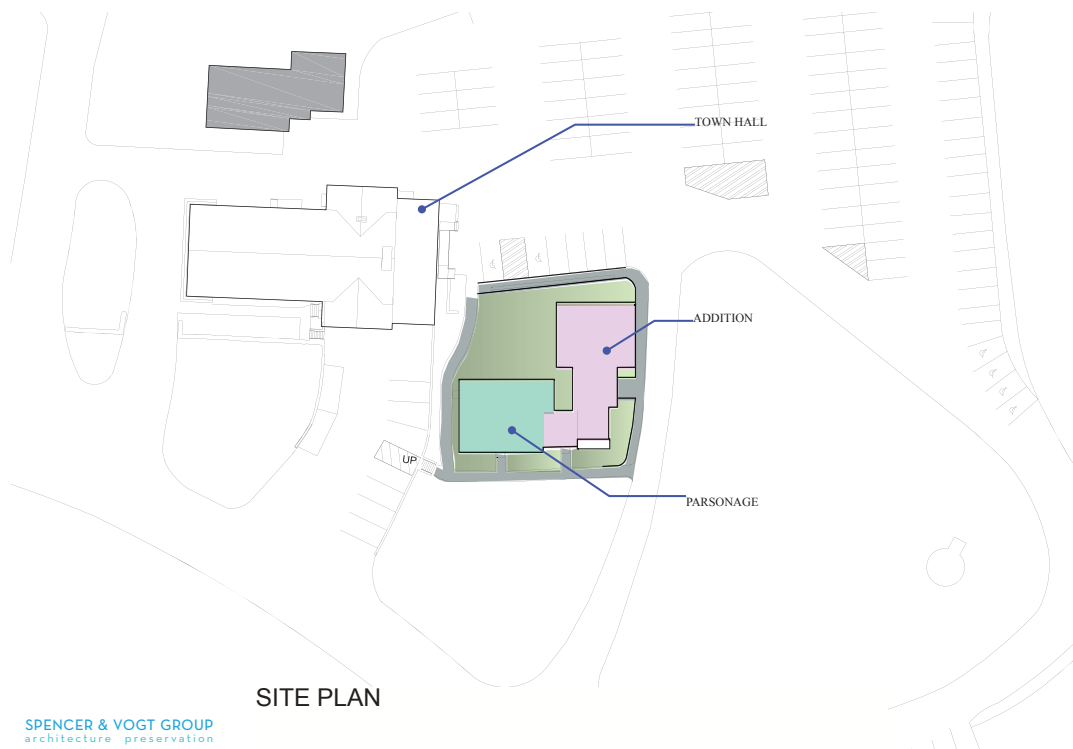 TOWN HALL
ADDITION
UP
PARSONAGE
SITE PLAN
SPENCER & VOGT GROUP
architecture preservation